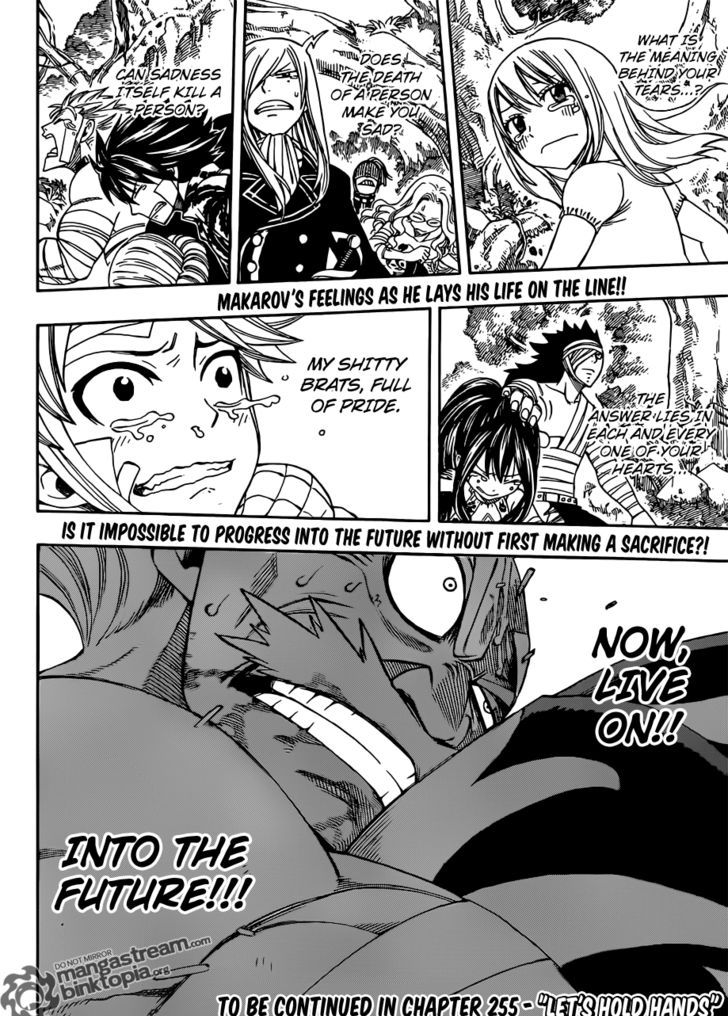 WHAT IS
THE MEANING
BEHIND YOUR
TEARS...?
DOES
THE DEATH
OF A PERSON
MAKE YOU
SAD?
CAN SADNESS
ITSELF KILL A
PERSON?
MAKAROV'S FEELINGS AS HE LAYS HIS LIFE ON THE LINE!!
THE
ANSWER LIES IN
EACH AND EVERY
ONE OF YOUR
HEARTS...
MY SHITTY
BRATS, FULL
OF PRIDE.
IS IT IMPOSSIBLE TO PROGRESS INTO THE FUTURE WITHOUT FIRST MAKING A SACRIFICE?!
NOW,
LIVE
ON!!
INTO THE
FUTURE!!!
DO NOT MIRROR
mangastream.com
binktopia.org
TO BE CONTINUED IN CHAPTER 255 - "LET'S HOLD HANDS"